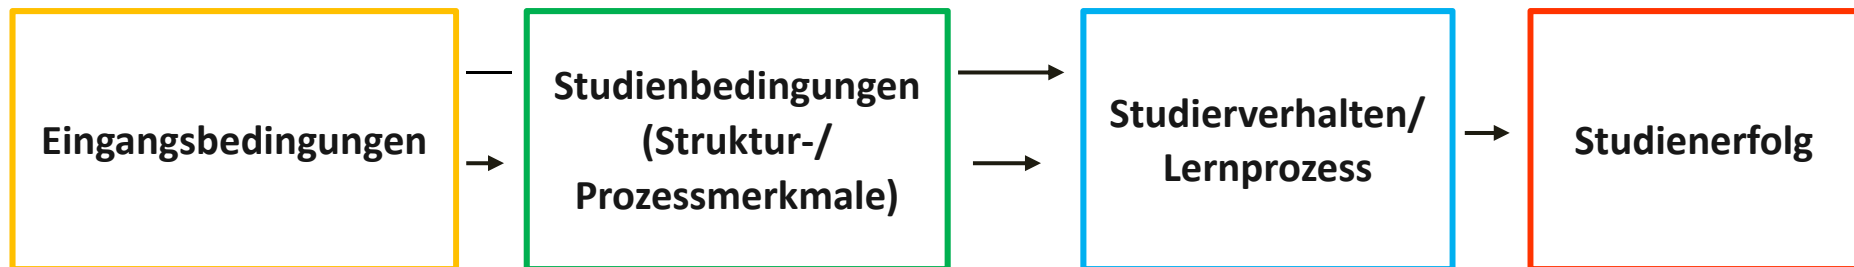 Eingangsbedingungen
Studienbedingungen
(Struktur-/
Prozessmerkmale)
Studierverhalten/
Lernprozess
Studienerfolg